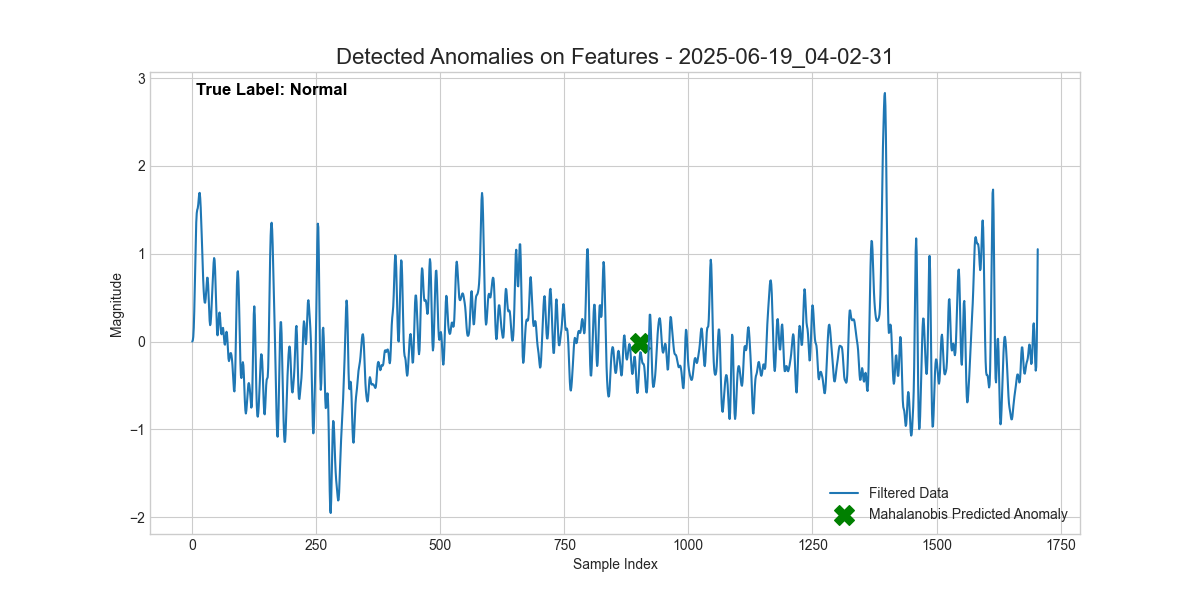 Detected Anomalies on Features - 2025-06-19_04-02-31
True Label: Normal
3
2
1
0
−1
−2
Magnitude
Filtered Data
Mahalanobis Predicted Anomaly
0 250 500 750 1000 1250 1500 1750
Sample Index